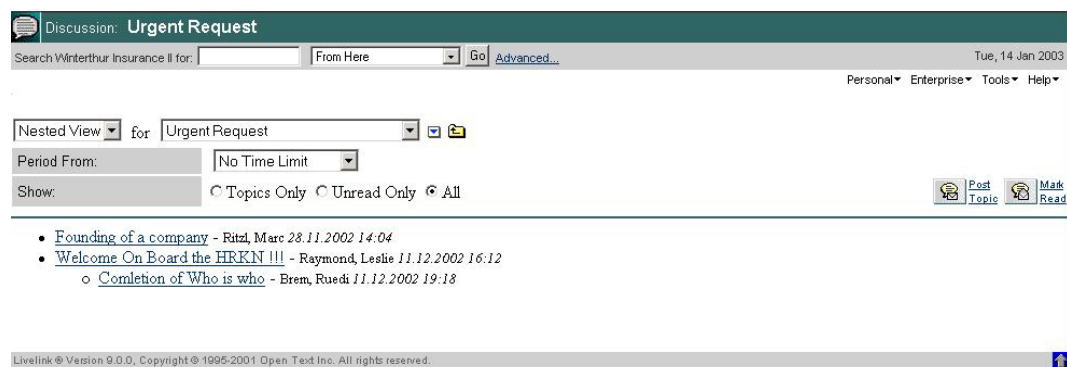 Discussion: Urgent Request
Search Winterthur Insurance II for: From Here Go Advanced... Tue, 14 Jan 2003
Personal Enterprise Tools Help
Nested View for Urgent Request
Period From: No Time Limit
Show: Topics Only Unread Only All Post Topic Mark Read
Founding of a company - Ritzl, Marc 28.11.2002 14:04
Welcome On Board the HRKN !!! - Raymond, Leslie 11.12.2002 16:12
Comletion of Who is who - Brem, Ruedi 11.12.2002 19:18
Livelink ® Version 9.0.0, Copyright © 1995-2001 Open Text Inc. All rights reserved.